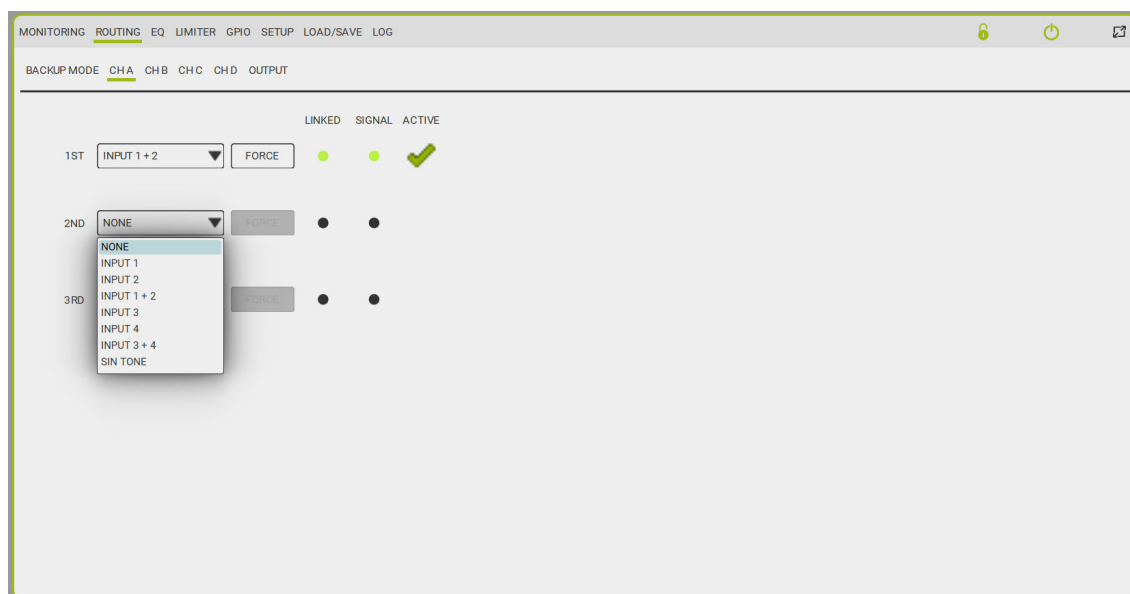 MONITORING ROUTING EQ LIMITER GPIO SETUP LOAD/SAVE LOG
BACKUP MODE CH A CH B CH C CH D OUTPUT
LINKED SIGNAL ACTIVE
1ST INPUT 1 + 2 FORCE
2ND NONE FORCE
NONE
INPUT 1
INPUT 2
3RD INPUT 1 + 2 FORCE
INPUT 3
INPUT 4
INPUT 3 + 4
SIN TONE